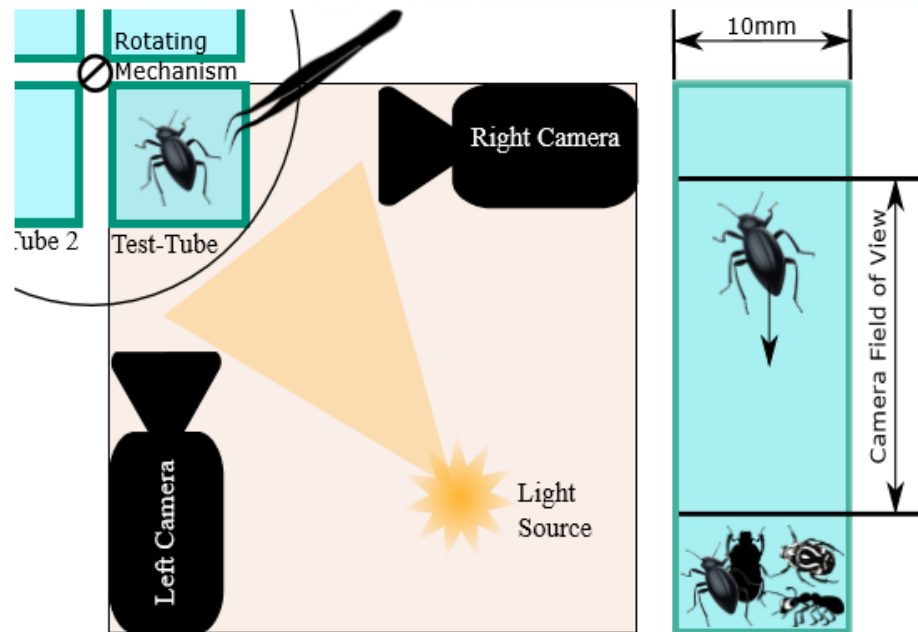 Rotating
Mechanism
10mm
Right Camera
Tube 2
Test-Tube
Camera Field of View
Left Camera
Light
Source